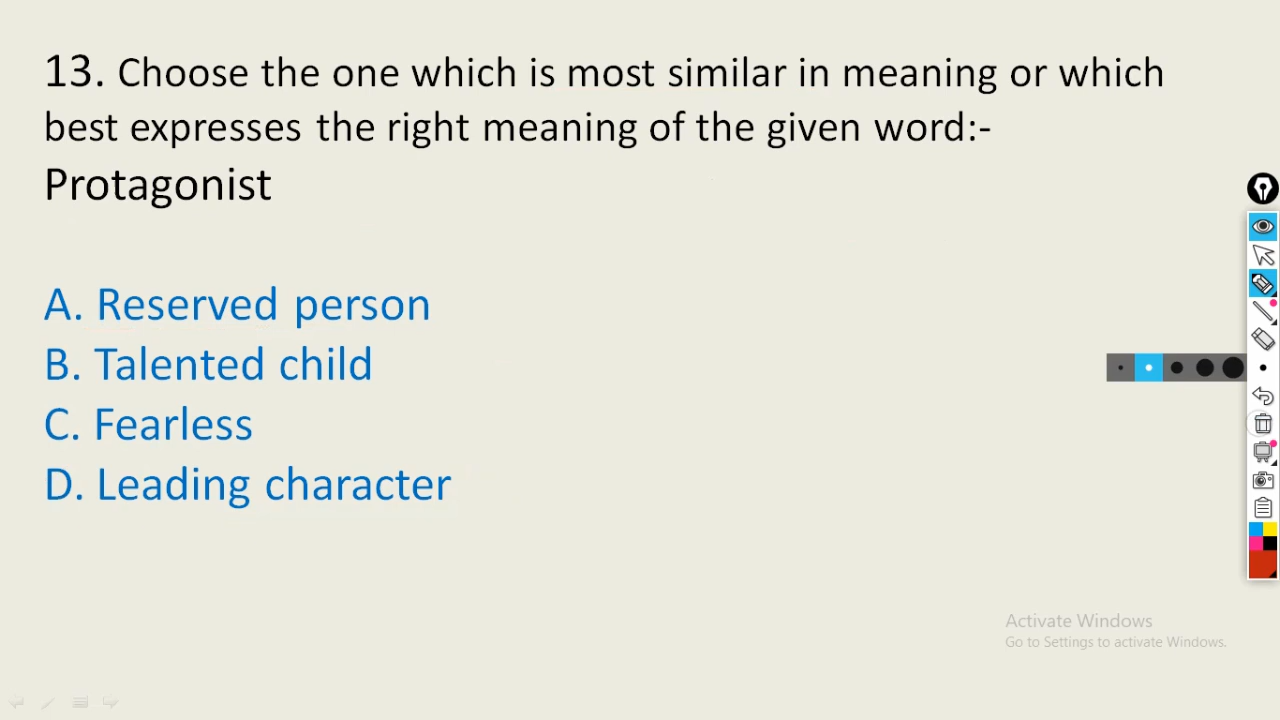 13. Choose the one which is most similar in meaning or which
best expresses the right meaning of the given word:-
Protagonist
A. Reserved person
B. Talented child
C. Fearless
D. Leading character
Activate Windows
Go to Settings to activate Windows.